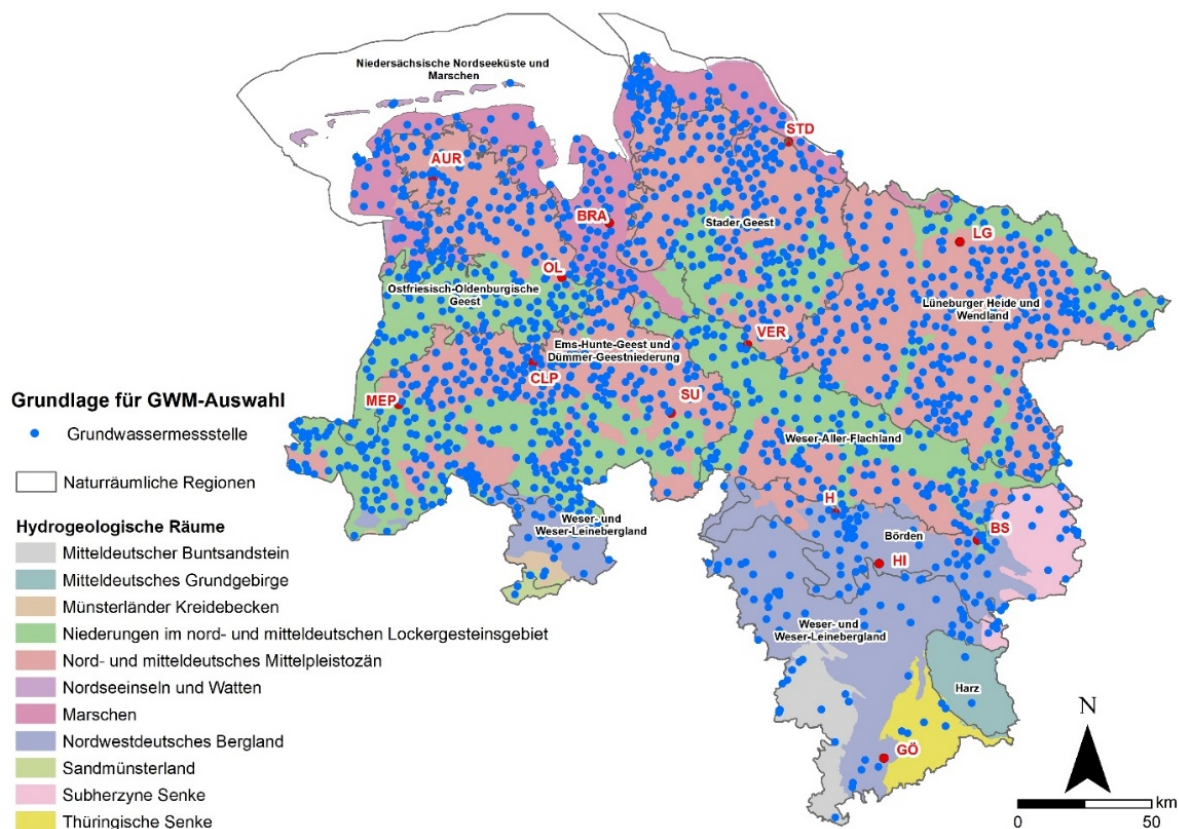 Niedersächsische Nordseeküste und
Marschen
STD
AUR
BRA
Stader Geest
LG
OL
Ostfriesisch-Oldenburgische
Geest
Lüneburger Heide und
Wendland
VER
Ems-Hunte-Geest und
Dümmer-Geestniederung
CLP
MEP
SU
Weser-Aller-Flachland
H
BS
Weser- und
Weser-Leinebergland
Börden
HI
Weser- und
Weser-Leinebergland
Harz
GÖ
Grundlage für GWM-Auswahl
Grundwassermessstelle
Naturräumliche Regionen
Hydrogeologische Räume
Mitteldeutscher Buntsandstein
Mitteldeutsches Grundgebirge
Münsterländer Kreidebecken
Niederungen im nord- und mitteldeutschen Lockergesteinsgebiet
Nord- und mitteldeutsches Mittelpleistozän
Nordseeinseln und Watten
Marschen
Nordwestdeutsches Bergland
Sandmünsterland
Subherzyne Senke
Thüringische Senke
N
km
0 50